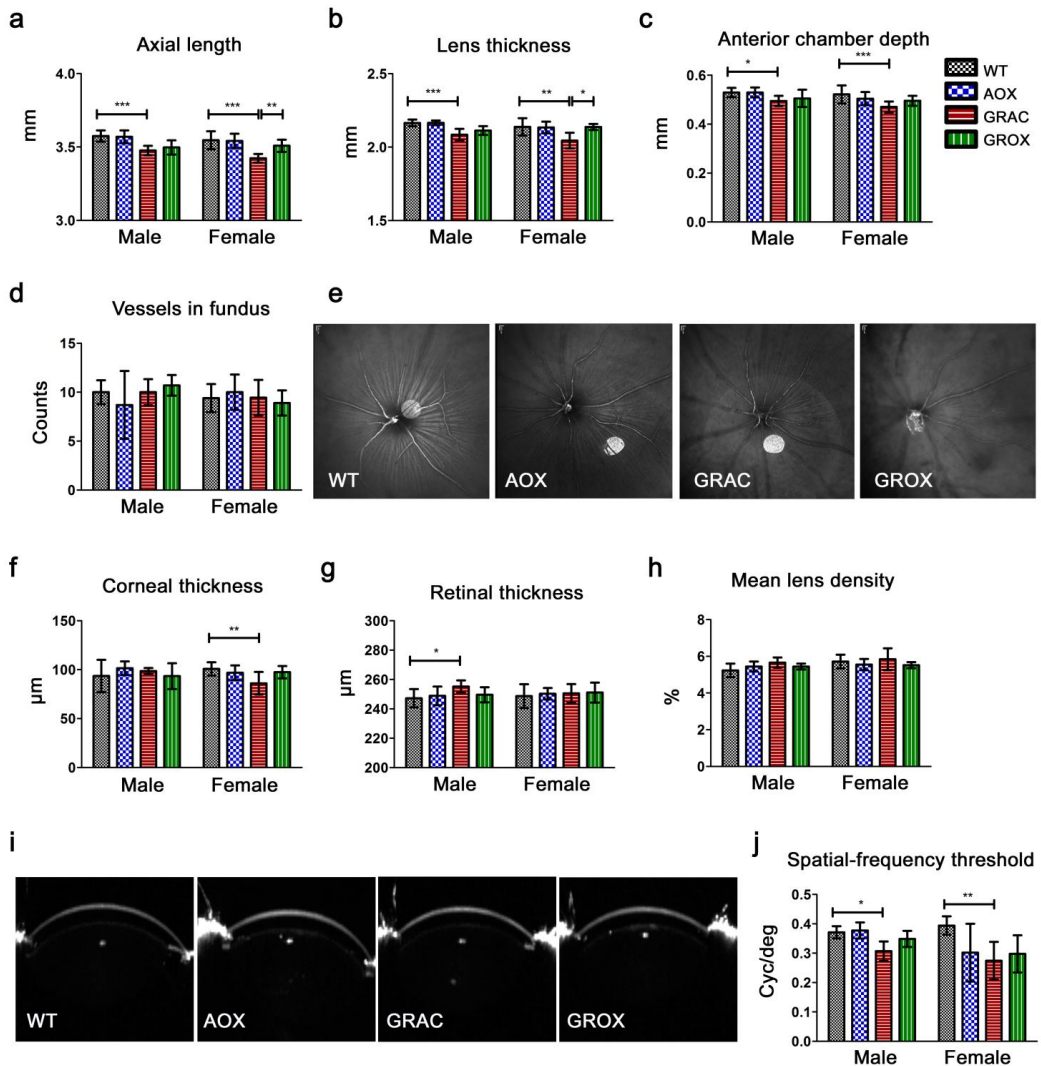 a
Axial length
4.0
3.5
3.0
mm
***
***
**
Male
Female
b
Lens thickness
2.5
2.0
1.5
mm
***
**
*
Male
Female
c
Anterior chamber depth
0.6
0.4
0.2
0.0
mm
*
***
Male
Female
WT
AOX
GRAC
GROX
d
Vessels in fundus
15
10
5
0
Counts
Male
Female
e
WT
AOX
GRAC
GROX
f
Corneal thickness
150
100
50
0
µm
**
Male
Female
g
Retinal thickness
300
280
260
240
220
200
µm
*
Male
Female
h
Mean lens density
8
6
4
2
0
%
Male
Female
i
WT
AOX
GRAC
GROX
j
Spatial-frequency threshold
0.5
0.4
0.3
0.2
0.1
0.0
Cyc/deg
*
**
Male
Female